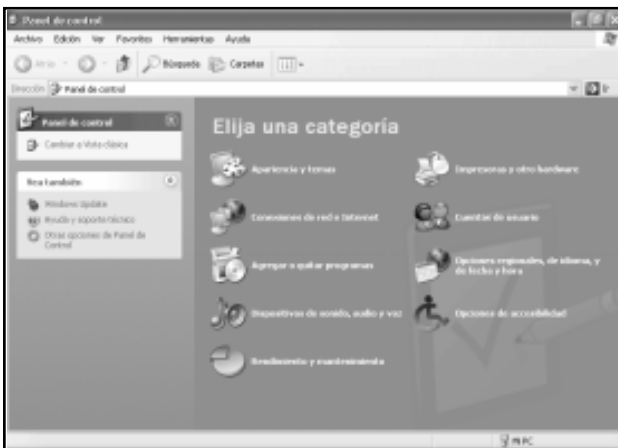 Panel de control
Archivo Edición Ver Favoritos Herramientas Ayuda
Atrás Búsqueda Carpetas
Dirección Panel de control Ir
Panel de control
Cambiar a Vista clásica
Vea también
Windows Update
Ayuda y soporte técnico
Otras opciones de Panel de
Control
Elija una categoría
Apariencia y temas
Impresoras y otro hardware
Conexiones de red e Internet
Cuentas de usuario
Agregar o quitar programas
Opciones regionales, de idioma, y
de fecha y hora
Dispositivos de sonido, audio y voz
Opciones de accesibilidad
Rendimiento y mantenimiento
Mi PC